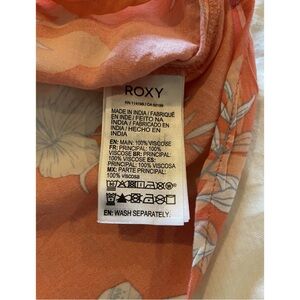 ROXY
MADE IN INDIA / FABRIQUÉ
EN INDE / FEITO NA
INDIA / FABRICADO EN
INDIA / HECHO EN
INDIA
EN: MAIN: 100% VISCOSE
FR: PRINCIPAL: 100%
VISCOSE BR: PRINCIPAL:
100% VISCOSE ES:
PRINCIPAL: 100% VISCOSA
MX: PARTE PRINCIPAL:
100% VISCOSA
EN: WASH SEPARATELY